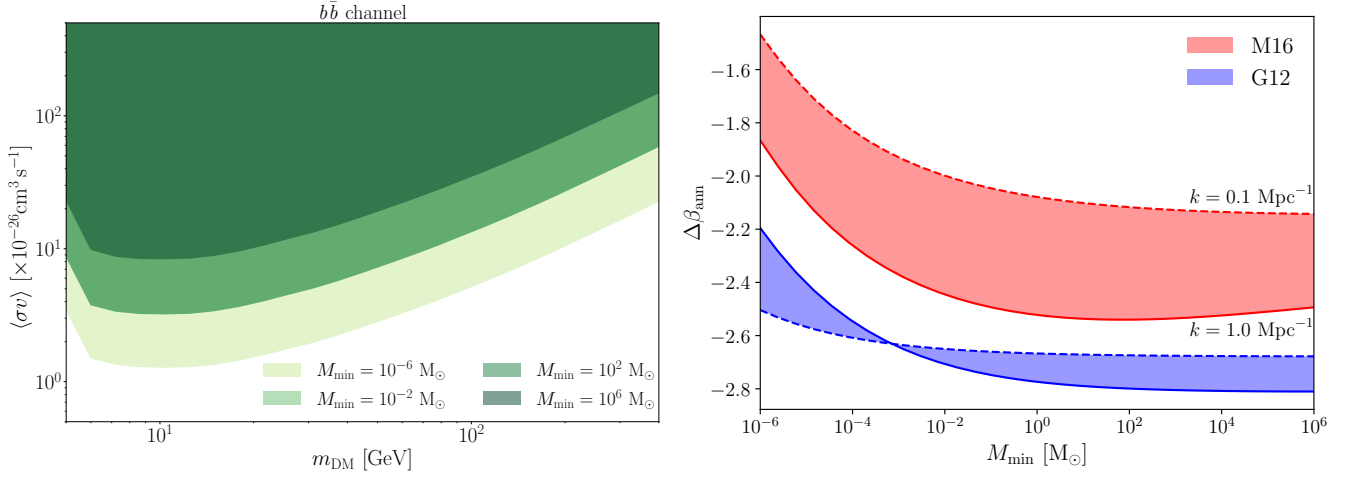 bb̄ channel
⟨σv⟩ [×10⁻²⁶cm³ s⁻¹]
10²
10¹
10⁰
M_min = 10⁻⁶ M_⊙
M_min = 10⁻² M_⊙
M_min = 10² M_⊙
M_min = 10⁶ M_⊙
10¹ 10²
m_DM [GeV]
Δβ_ann
−1.6
−1.8
−2.0
−2.2
−2.4
−2.6
−2.8
M16
G12
k = 0.1 Mpc⁻¹
k = 1.0 Mpc⁻¹
10⁻⁶ 10⁻⁴ 10⁻² 10⁰ 10² 10⁴ 10⁶
M_min [M_⊙]